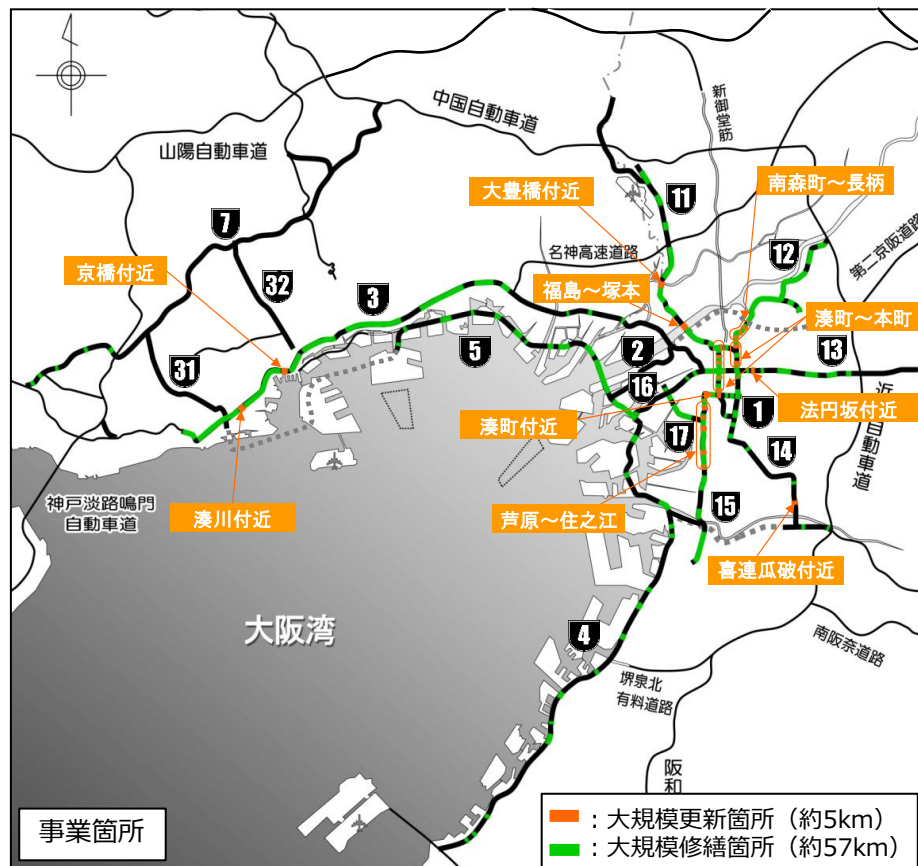 中国自動車道
山陽自動車道
新御堂筋
大豊橋付近
南森町～長柄
11
7
12
名神高速道路
第二京阪道路
京橋付近
32
3
福島～塚本
湊町～本町
5
2
13
31
16
1
法円坂付近
湊町付近
17
14
自動車道
神戸淡路鳴門
自動車道
湊川付近
芦原～住之江
15
喜連瓜破付近
大阪湾
4
南阪奈道路
堺泉北
有料道路
阪和
事業箇所
：大規模更新箇所（約5km）
：大規模修繕箇所（約57km）